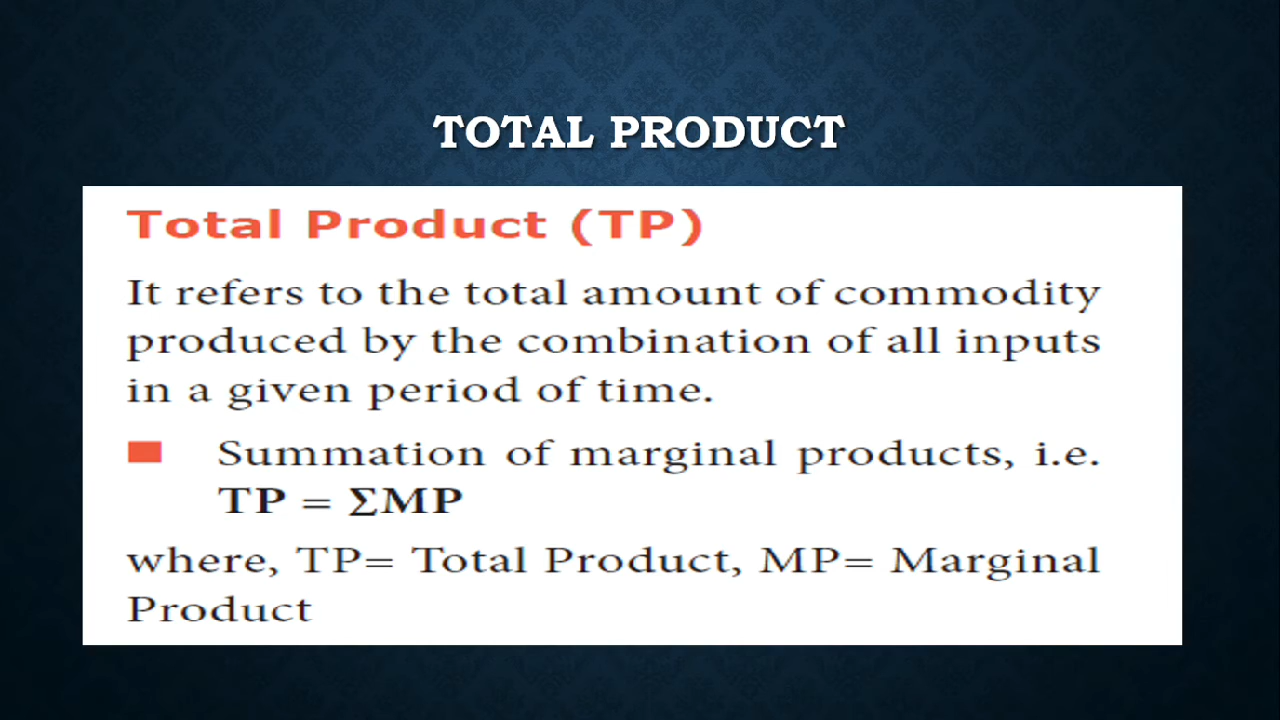 TOTAL PRODUCT
Total Product (TP)
It refers to the total amount of commodity
produced by the combination of all inputs
in a given period of time.
Summation of marginal products, i.e.
TP = ΣMP
where, TP= Total Product, MP= Marginal
Product